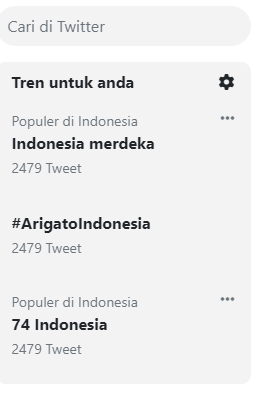 Cari di Twitter
Tren untuk anda
Populer di Indonesia
Indonesia merdeka
2479 Tweet
#ArigatoIndonesia
2479 Tweet
Populer di Indonesia
74 Indonesia
2479 Tweet